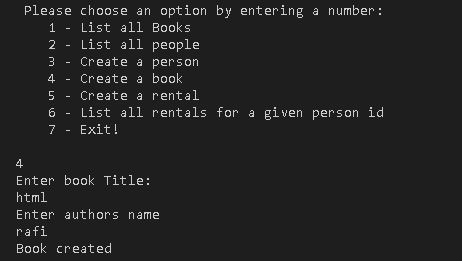 Please choose an option by entering a number:
1 - List all Books
2 - List all people
3 - Create a person
4 - Create a book
5 - Create a rental
6 - List all rentals for a given person id
7 - Exit!
4
Enter book Title:
html
Enter authors name
rafi
Book created